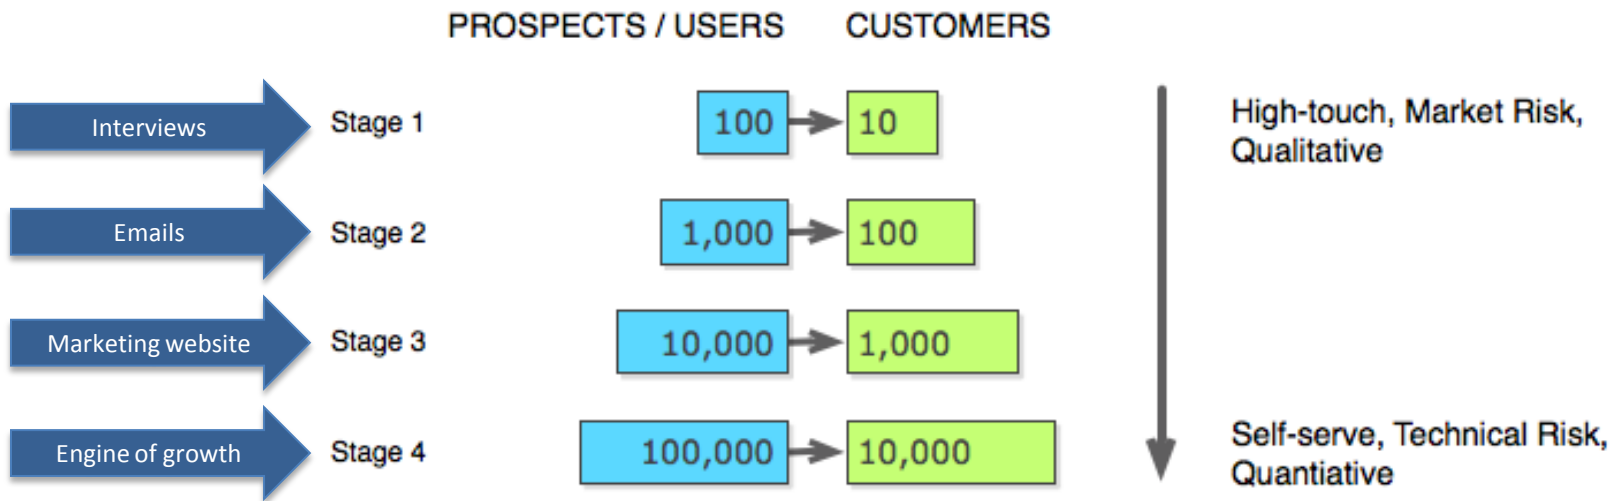 PROSPECTS / USERS CUSTOMERS
Interviews Stage 1 100 10 High-touch, Market Risk,
Qualitative
Emails Stage 2 1,000 100
Marketing website Stage 3 10,000 1,000
Engine of growth Stage 4 100,000 10,000 Self-serve, Technical Risk,
Quantiative